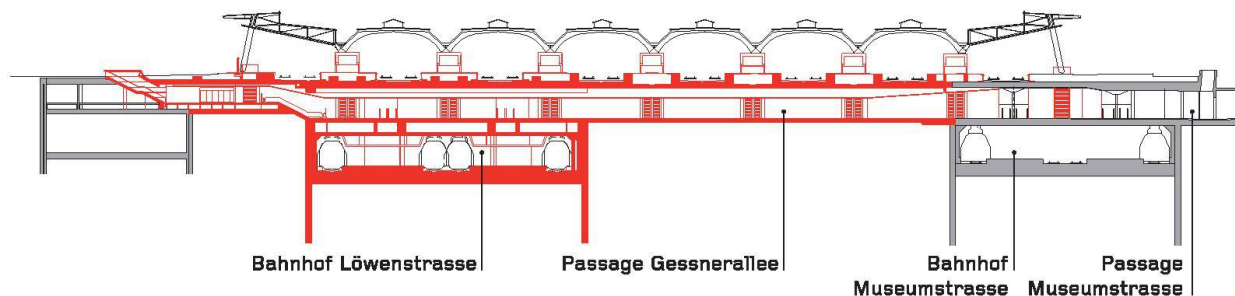 Bahnhof Löwenstrasse
Passage Gessnerallee
Bahnhof
Museumstrasse
Passage
Museumstrasse